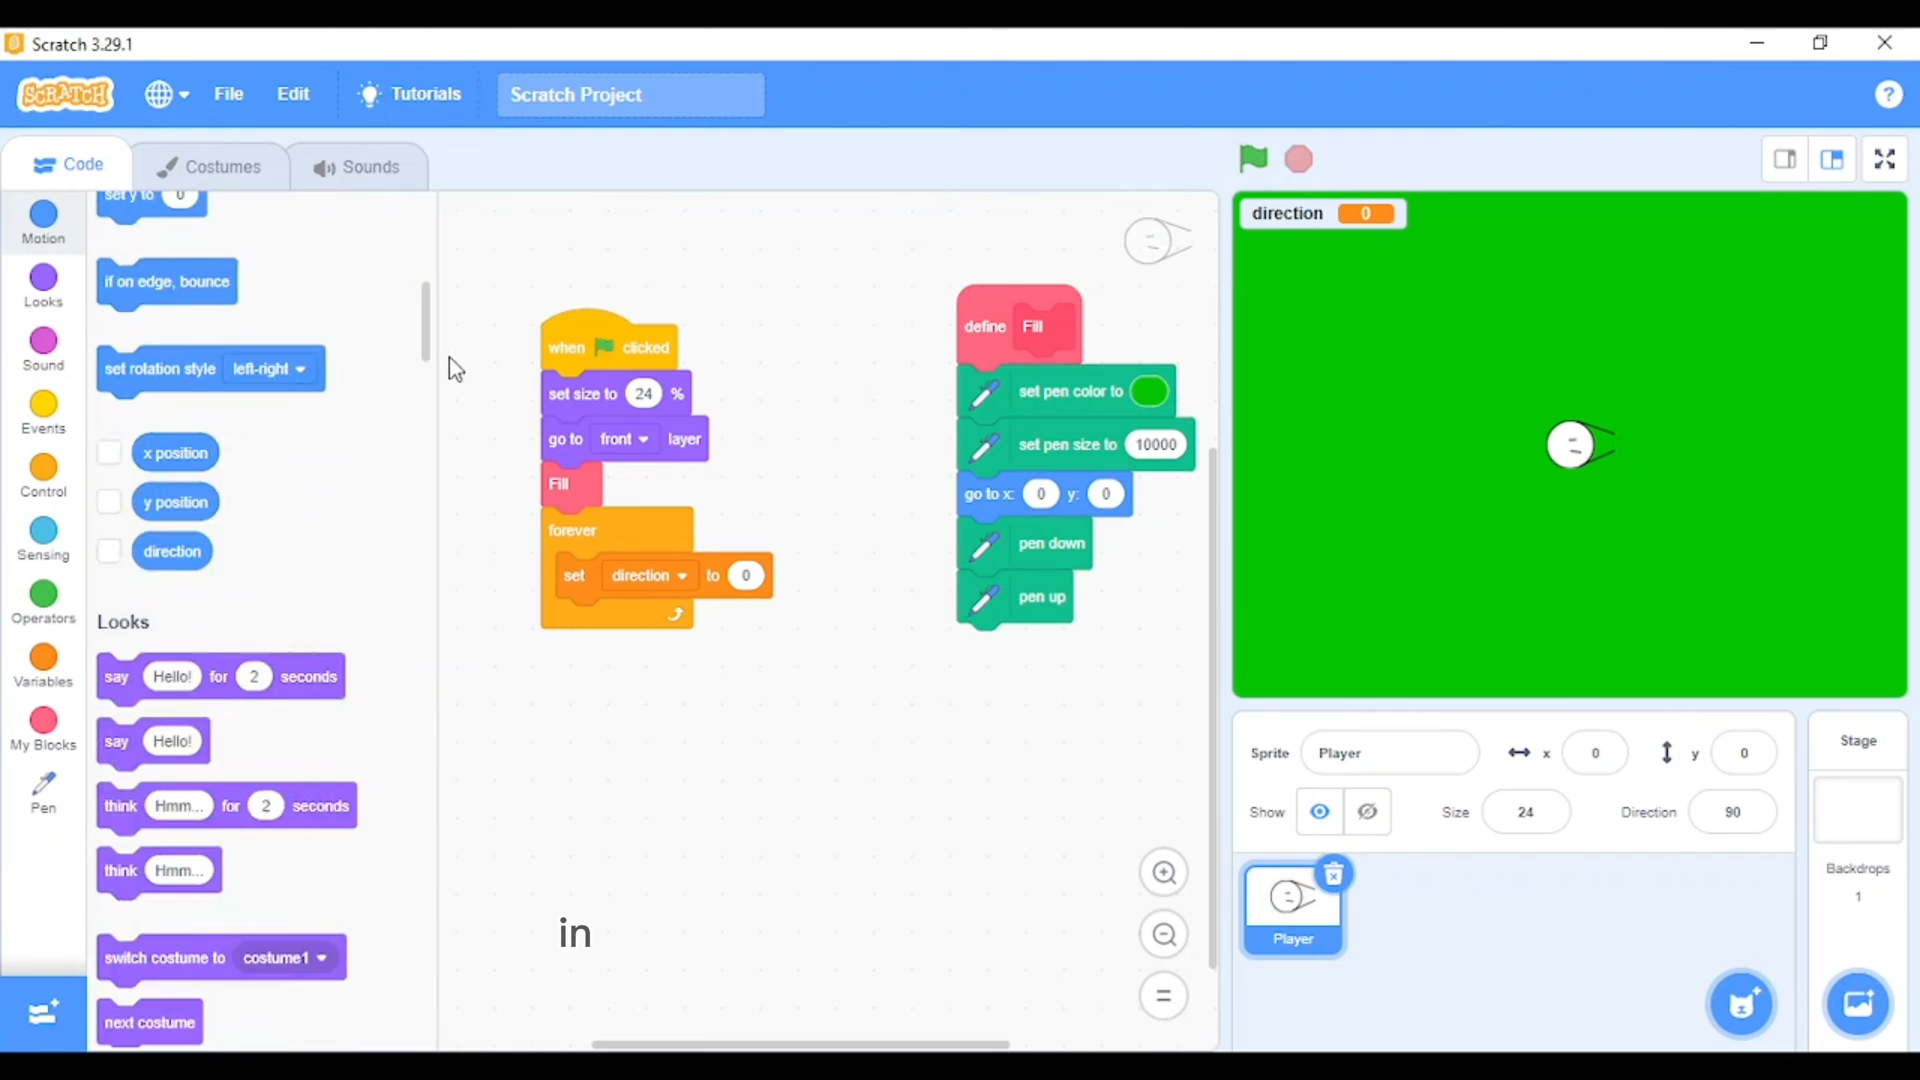 Scratch 3.29.1
SCRATCH
File
Edit
Tutorials
Scratch Project
?
Code
Costumes
Sounds
Motion
Looks
Sound
Events
Control
Sensing
Operators
Variables
My Blocks
Pen
set y to 0
if on edge, bounce
set rotation style left-right
x position
y position
direction
Looks
say Hello! for 2 seconds
say Hello!
think Hmm... for 2 seconds
think Hmm...
switch costume to costume1
next costume
when clicked
set size to 24 %
go to front layer
Fill
forever
set direction to 0
define Fill
set pen color to
set pen size to 10000
go to x: 0 y: 0
pen down
pen up
in
direction 0
Sprite Player x 0 y 0
Show Size 24 Direction 90
Player
Stage
Backdrops
1